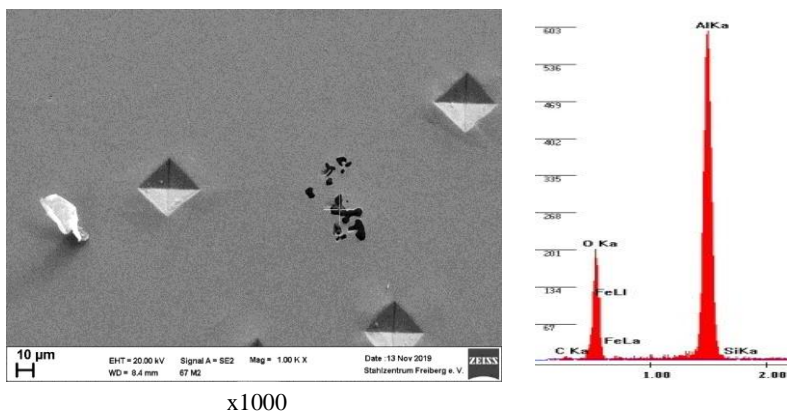 10 µm
EHT = 20.00 kV Signal A = SE2 Mag = 1.00 K X Date :13 Nov 2019
WD = 8.4 mm 67 M2 Stahlzentrum Freiberg e. V.
ZEISS
x1000
AlKa
603
536
469
402
335
268
O Ka
201
FeLl
134
67
FeLa
C Ka
SiKa
1.00 2.00